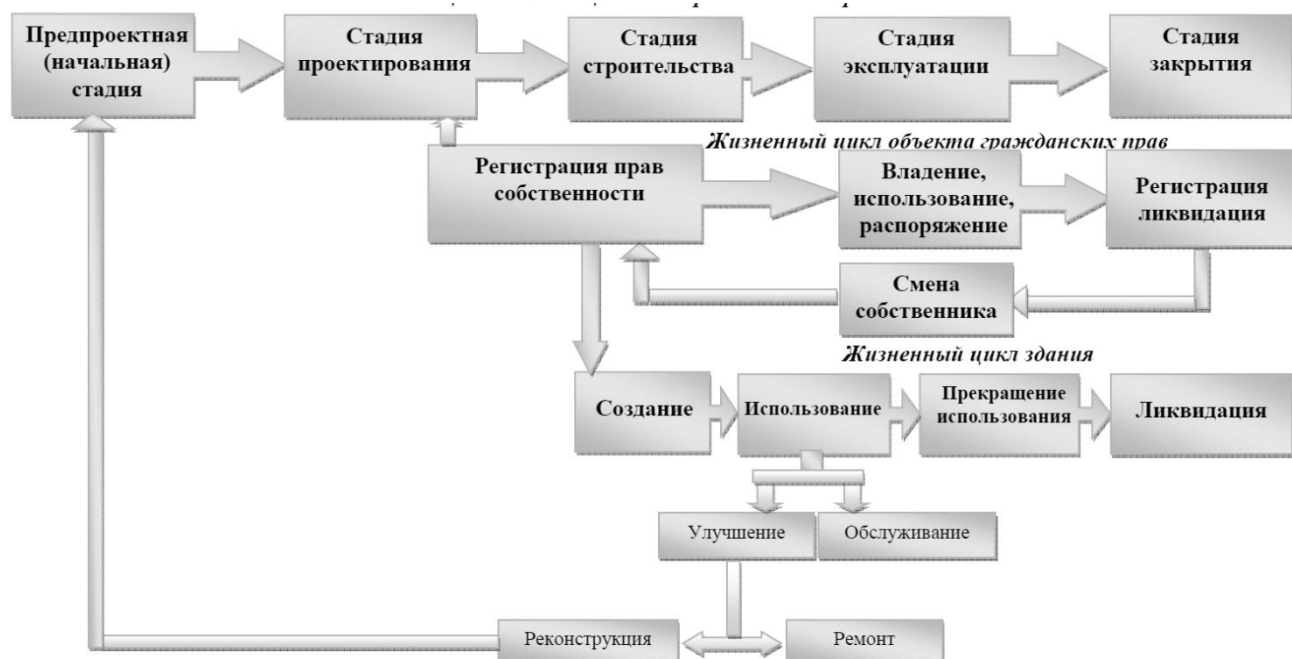 Предпроектная
(начальная)
стадия
Стадия
проектирования
Стадия
строительства
Стадия
эксплуатации
Стадия
закрытия
Жизненный цикл объекта гражданских прав
Регистрация прав
собственности
Владение,
использование,
распоряжение
Регистрация
ликвидация
Смена
собственника
Жизненный цикл здания
Создание
Использование
Прекращение
использования
Ликвидация
Улучшение
Обслуживание
Реконструкция
Ремонт